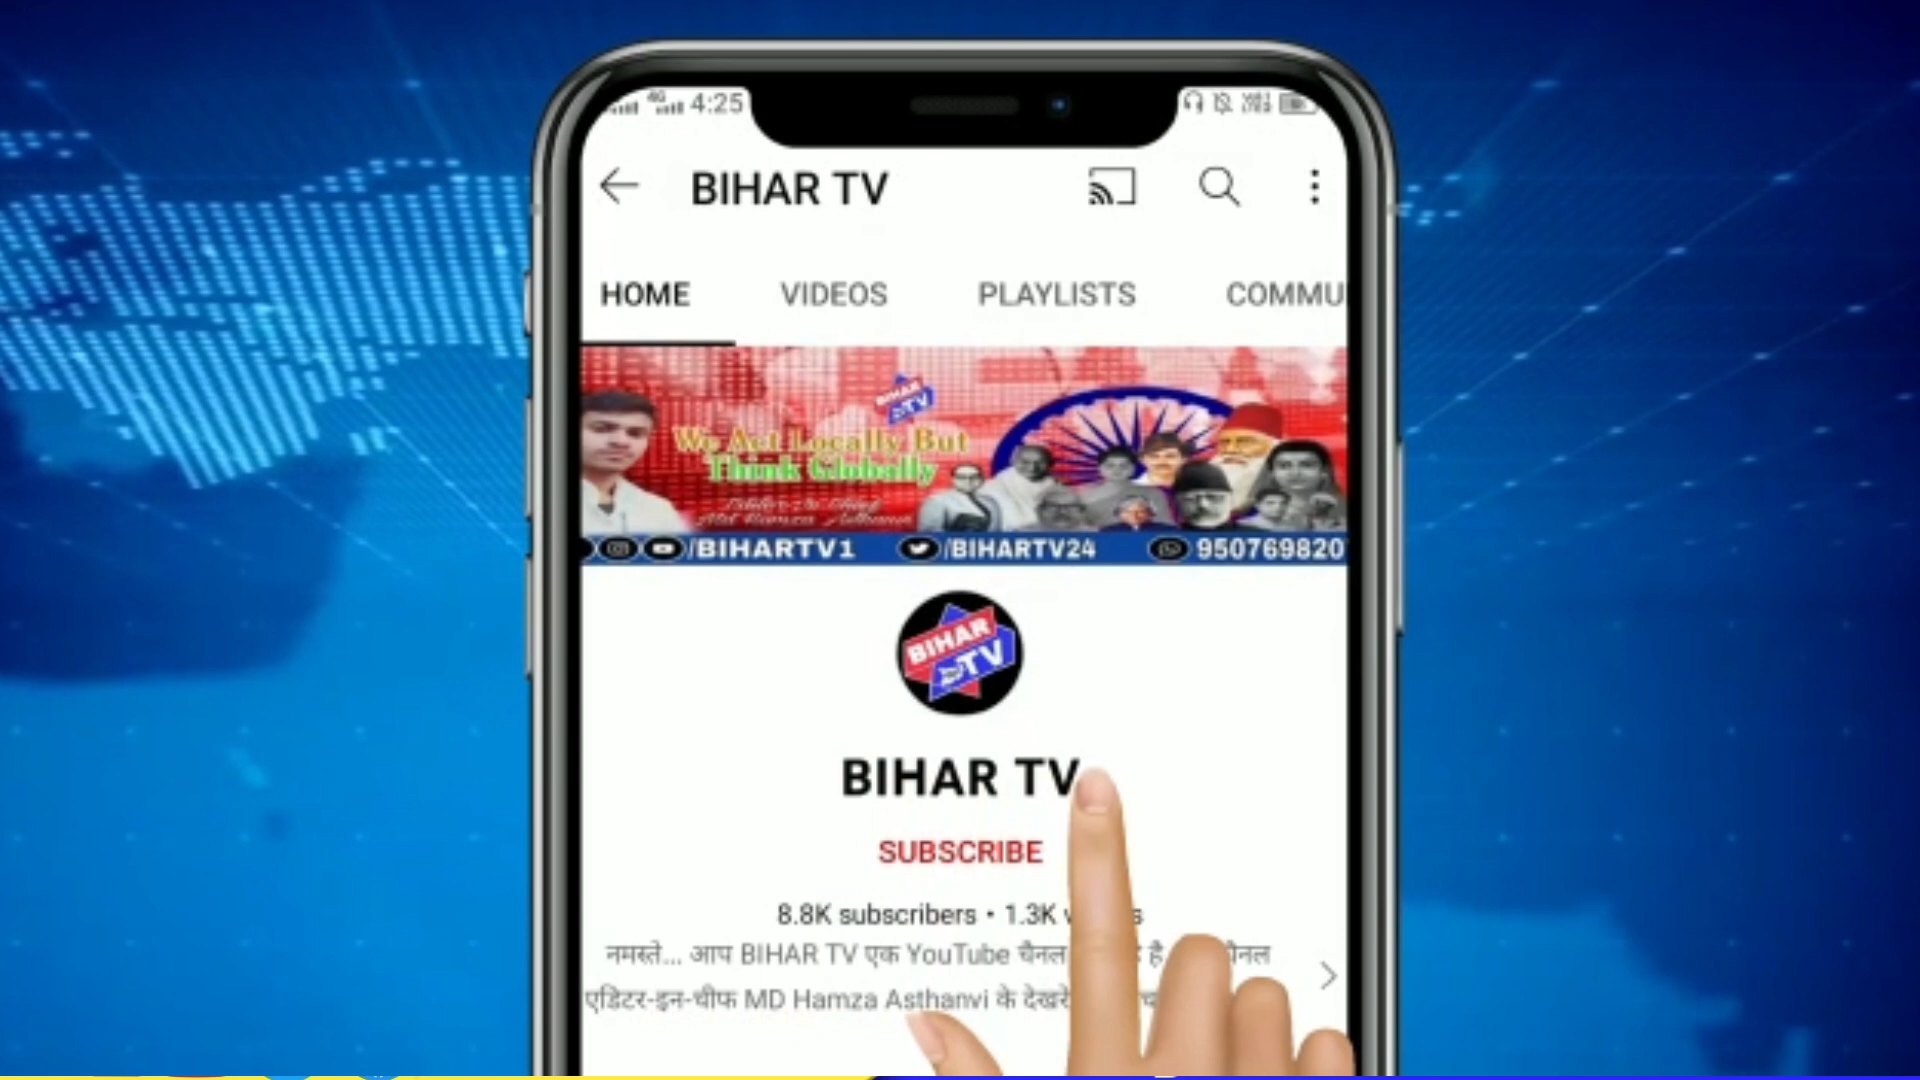 4G 4:25
BIHAR TV
HOME VIDEOS PLAYLISTS COMMU
BIHAR TV
We Act Locally But
Think Globally
/BIHARTV1 /BIHARTV24 950769820
BIHAR
TV
BIHAR TV
SUBSCRIBE
8.8K subscribers • 1.3K
नमस्ते... आप BIHAR TV एक YouTube चैनल है
एडिटर-इन-चीफ MD Hamza Asthanvi के